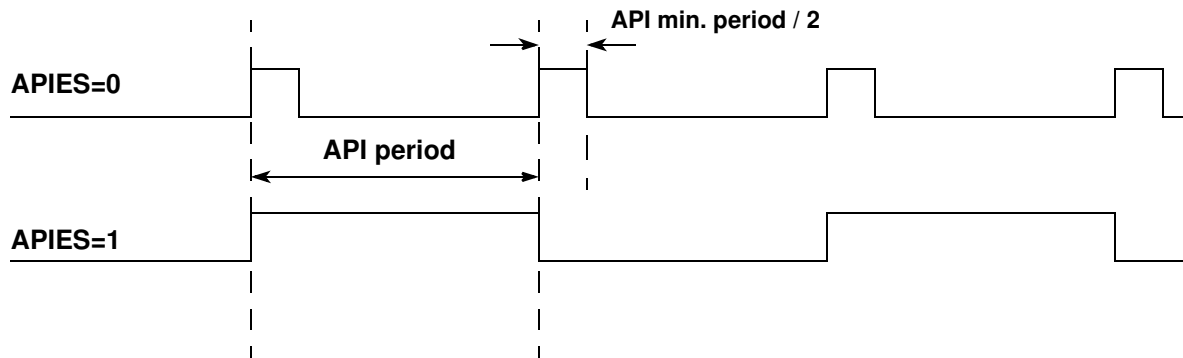 API min. period / 2
APIES=0
API period
APIES=1